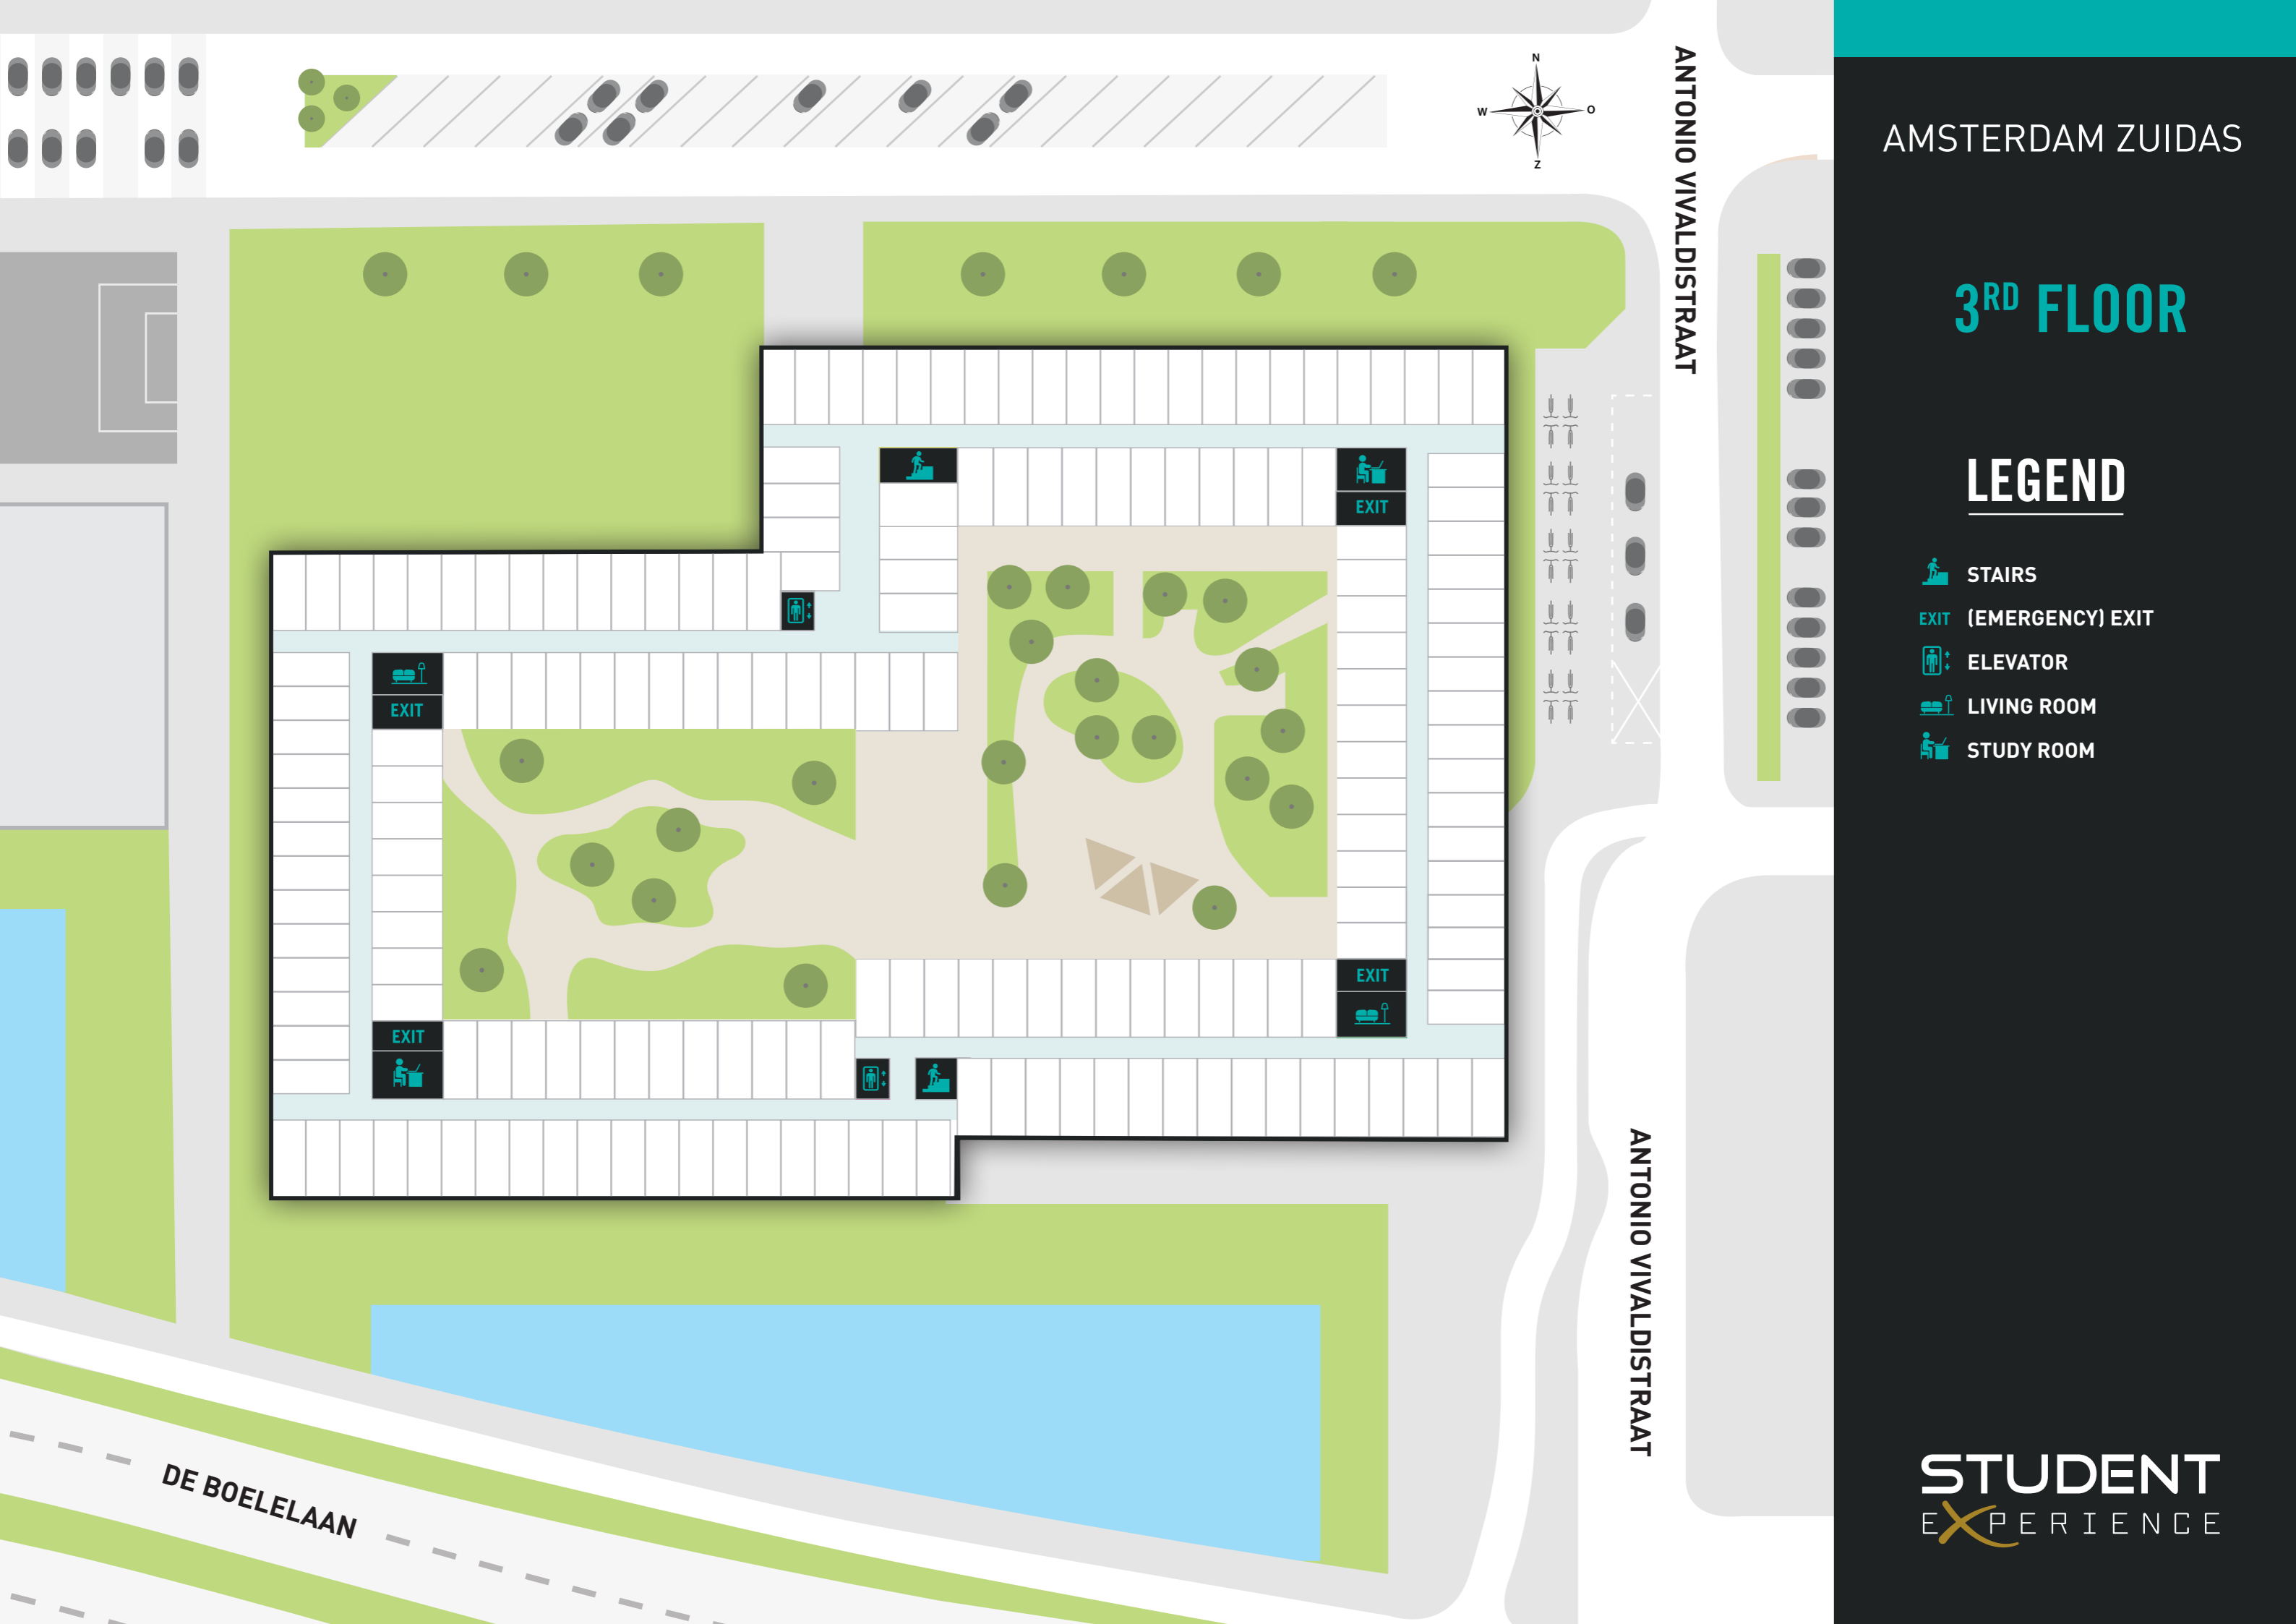 N
W
O
Z
ANTONIO VIVALDISTRAAT
EXIT
EXIT
EXIT
EXIT
ANTONIO VIVALDISTRAAT
DE BOELELAAN
AMSTERDAM ZUIDAS
3RD FLOOR
LEGEND
STAIRS
EXIT (EMERGENCY) EXIT
ELEVATOR
LIVING ROOM
STUDY ROOM
STUDENT
EXPERIENCE